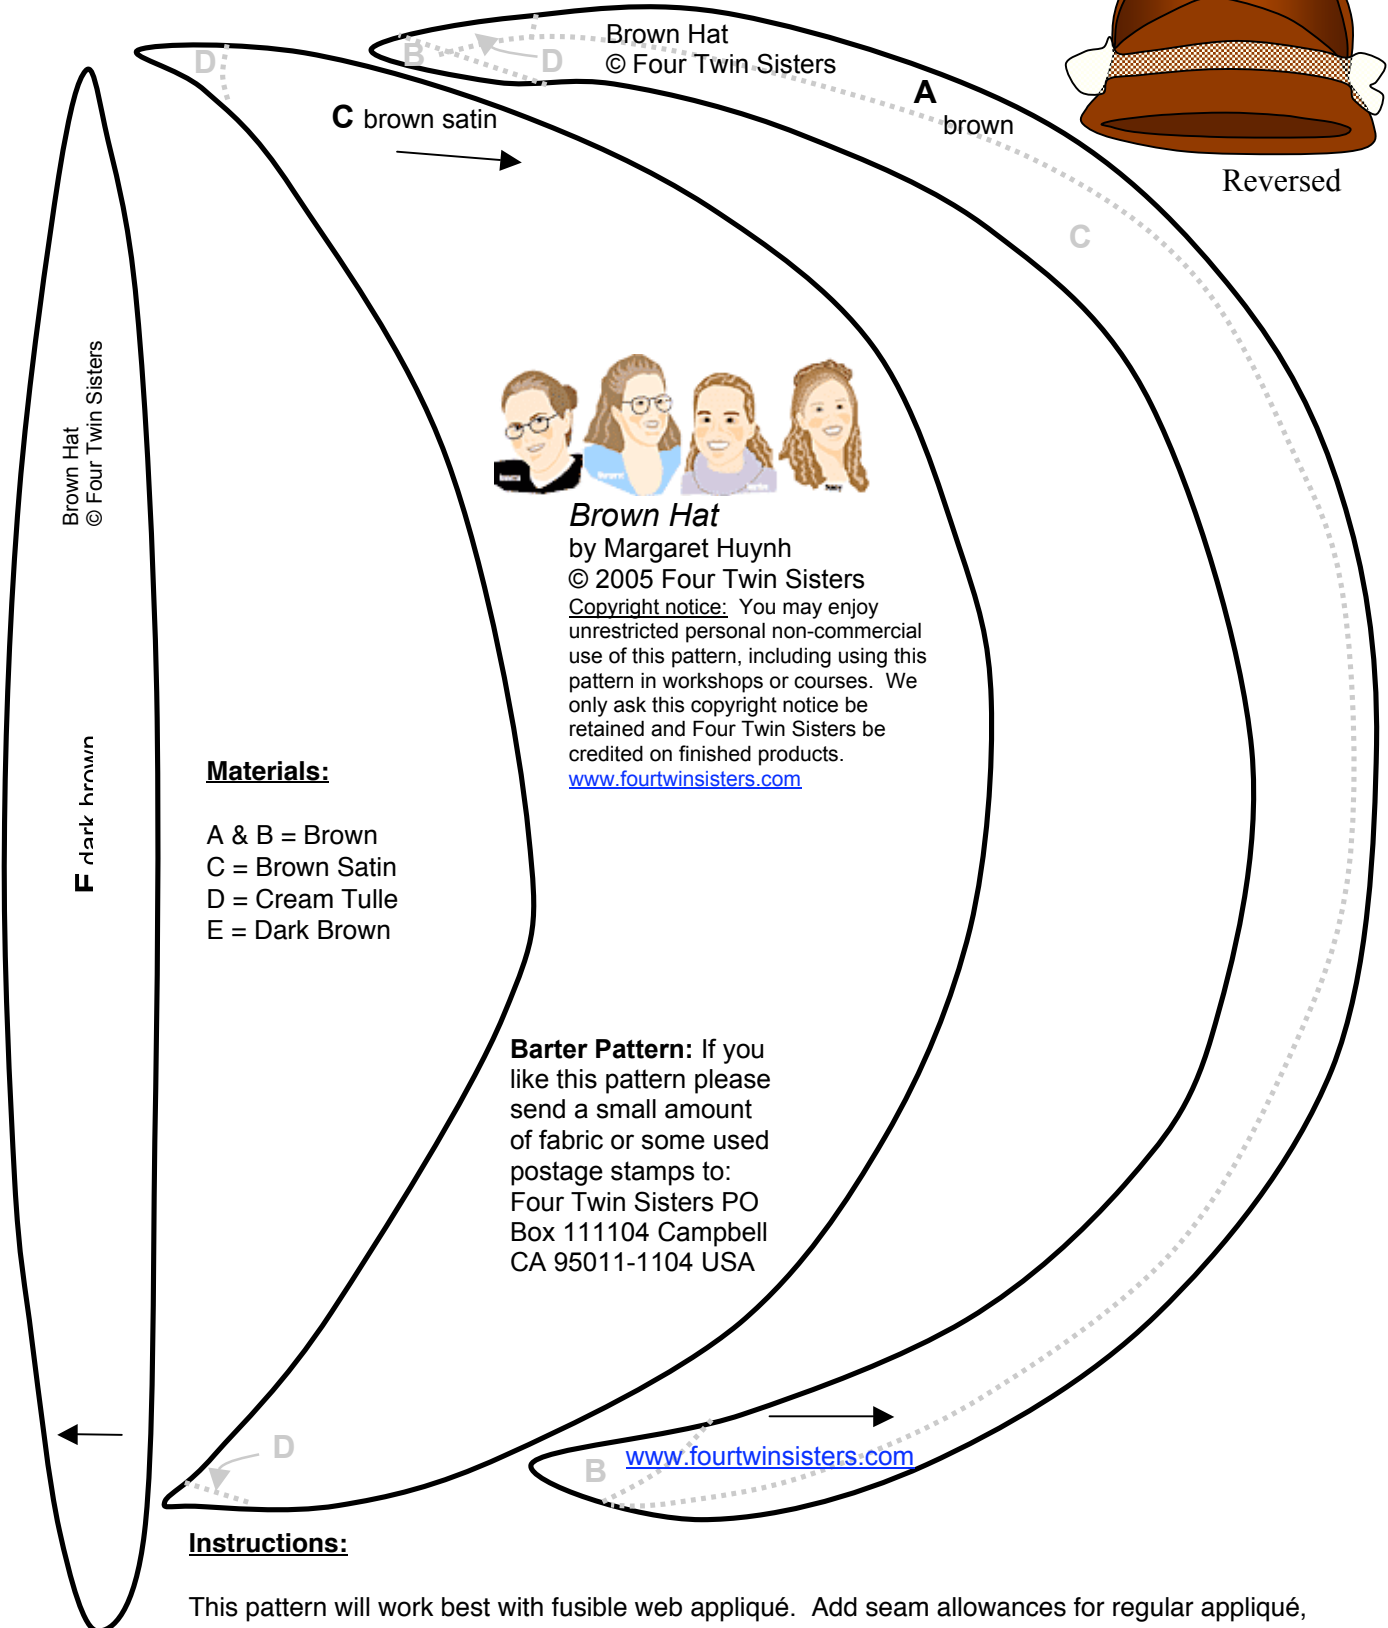 Brown Hat
© Four Twin Sisters
A
brown
D
B
D
C brown satin
Reversed
C
Brown Hat
© Four Twin Sisters
Brown Hat
by Margaret Huynh
© 2005 Four Twin Sisters
Copyright notice: You may enjoy
unrestricted personal non-commercial
use of this pattern, including using this
pattern in workshops or courses. We
only ask this copyright notice be
retained and Four Twin Sisters be
credited on finished products.
www.fourtwinsisters.com
dark brown
Materials:
A & B = Brown
C = Brown Satin
D = Cream Tulle
E = Dark Brown
Barter Pattern: If you
like this pattern please
send a small amount
of fabric or some used
postage stamps to:
Four Twin Sisters PO
Box 111104 Campbell
CA 95011-1104 USA
D
B
www.fourtwinsisters.com
Instructions:
This pattern will work best with fusible web appliqué. Add seam allowances for regular appliqué,